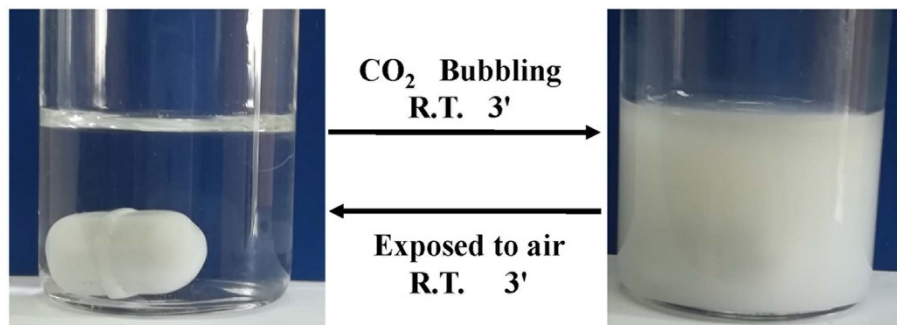 CO₂ Bubbling
R.T. 3'
Exposed to air
R.T. 3'